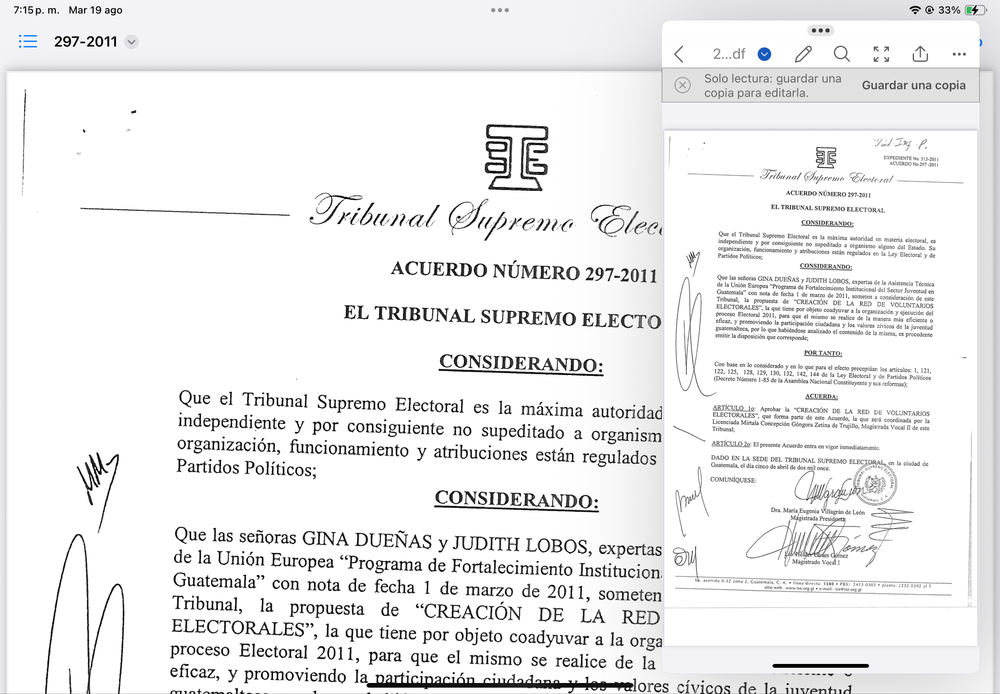 7:15 p. m. Mar 19 ago
33%
297-2011
Tribunal Supremo Elec
ACUERDO NÚMERO 297-2011
EL TRIBUNAL SUPREMO ELECTO
CONSIDERANDO:
Que el Tribunal Supremo Electoral es la máxima autoridad
independiente y por consiguiente no supeditado a organism
organización, funcionamiento y atribuciones están regulados
Partidos Políticos;
CONSIDERANDO:
Que las señoras GINA DUEÑAS y JUDITH LOBOS, expertas
de la Unión Europea “Programa de Fortalecimiento Institucion
Guatemala” con nota de fecha 1 de marzo de 2011, someten
Tribunal, la propuesta de “CREACIÓN DE LA RED
ELECTORALES”, la que tiene por objeto coadyuvar a la orga
proceso Electoral 2011, para que el mismo se realice de la
eficaz, y promoviendo la participación ciudadana y los valores cívicos de la juventud
2...df
Solo lectura: guardar una
copia para editarla.
Guardar una copia
Unid. Inf. P.
EXPEDIENTE No. 513-2011
ACUERDO No.297 -2011
Tribunal Supremo Electoral
ACUERDO NÚMERO 297-2011
EL TRIBUNAL SUPREMO ELECTORAL
CONSIDERANDO:
Que el Tribunal Supremo Electoral es la máxima autoridad en materia electoral, es
independiente y por consiguiente no supeditado a organismo alguno del Estado. Su
organización, funcionamiento y atribuciones están regulados en la Ley Electoral y de
Partidos Políticos;
CONSIDERANDO:
Que las señoras GINA DUEÑAS y JUDITH LOBOS, expertas de la Asistencia Técnica
de la Unión Europea “Programa de Fortalecimiento Institucional del Sector Juventud en
Guatemala” con nota de fecha 1 de marzo de 2011, someten a consideración de este
Tribunal, la propuesta de “CREACIÓN DE LA RED DE VOLUNTARIOS
ELECTORALES”, la que tiene por objeto coadyuvar a la organización y ejecución del
proceso Electoral 2011, para que el mismo se realice de la manera más eficiente o
eficaz, y promoviendo la participación ciudadana y los valores cívicos de la juventud
guatemalteca, por lo que habiéndose analizado el contenido de la misma, es procedente
emitir la disposición que corresponde;
POR TANTO:
Con base en lo considerado y en lo que para el efecto preceptúan los artículos: 1, 121,
122, 125, 128, 129, 130, 132, 142, 144 de la Ley Electoral y de Partidos Políticos
(Decreto Número 1-85 de la Asamblea Nacional Constituyente y sus reformas);
ACUERDA:
ARTÍCULO 1o: Aprobar la “CREACIÓN DE LA RED DE VOLUNTARIOS
ELECTORALES”, que forma parte de este Acuerdo, la que será coordinada por la
Licenciada Mirtala Concepción Góngora Zetina de Trujillo, Magistrada Vocal II de este
Tribunal;
ARTÍCULO 2o: El presente Acuerdo entra en vigor inmediatamente.
DADO EN LA SEDE DEL TRIBUNAL SUPREMO ELECTORAL, en la ciudad de
Guatemala, el día cinco de abril de dos mil once.
COMUNÍQUESE:
TRIBUNAL SUPREMO ELECTORAL
Guatemala, C. A.
Dra. María Eugenia Villagrán de León
Magistrada Presidenta
Lic. Helder Ulises Gómez
Magistrado Vocal I
6a. avenida 0-32 zona 2, Guatemala, C. A. • línea directa: 1580 • PBX: 2413 0303 • planta: 2232 0382 al 5
sitio web: www.tse.org.gt • e-mail: tse@tse.org.gt